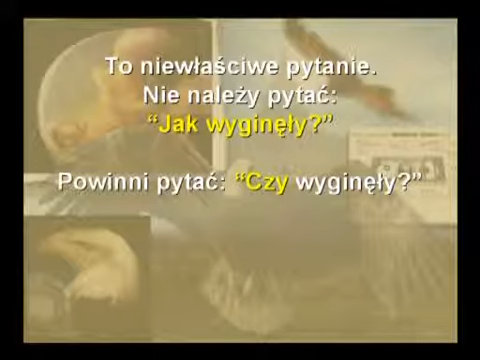 To niewłaściwe pytanie.
Nie należy pytać:
“Jak wyginęły?”
Powinni pytać: “Czy wyginęły?”